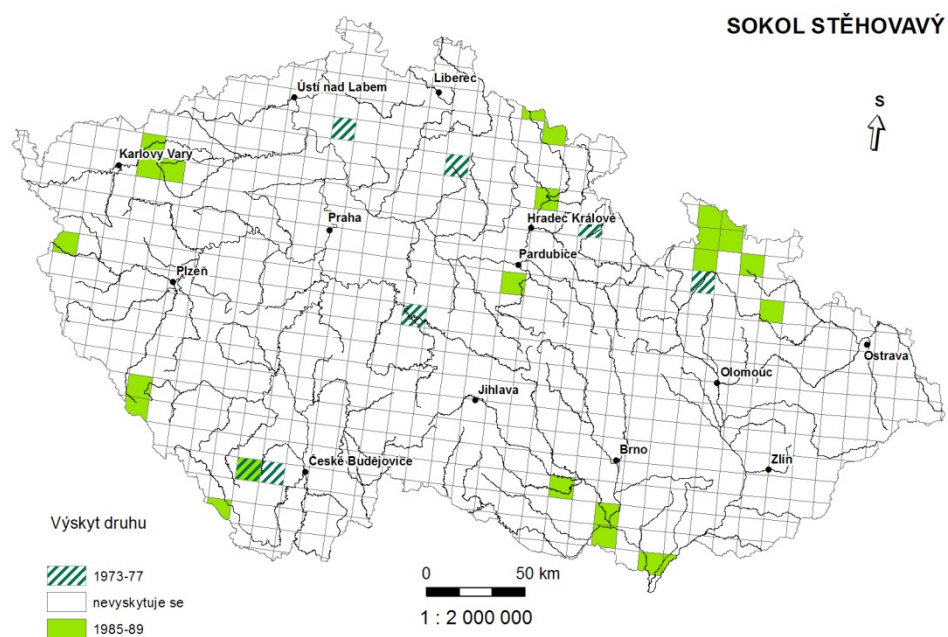 SOKOL STĚHOVAVÝ
S
Liberec
Ústí nad Labem
Karlovy Vary
Praha
Hradec Králové
Pardubice
Plzeň
Ostrava
Olomouc
Jihlava
Brno
Zlín
České Budějovice
Výskyt druhu
1973-77
nevyskytuje se
1985-89
0 50 km
1 : 2 000 000